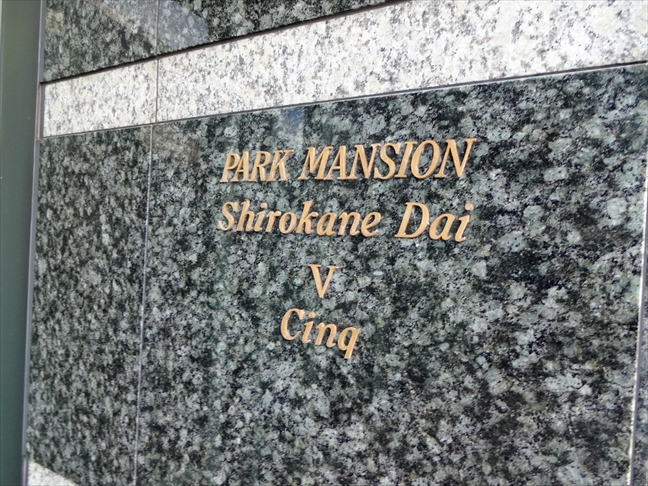 PARK MANSION
Shirokane Dai
V
Cinq